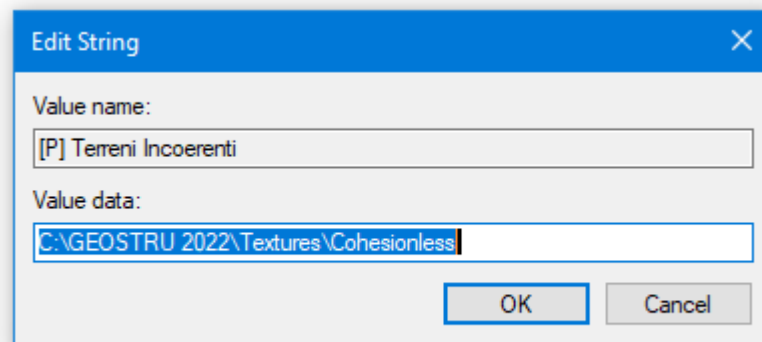 Edit String
Value name:
[P] Terreni Incoerenti
Value data:
C:\GEOSTRU 2022\Textures\Cohesionless
OK Cancel